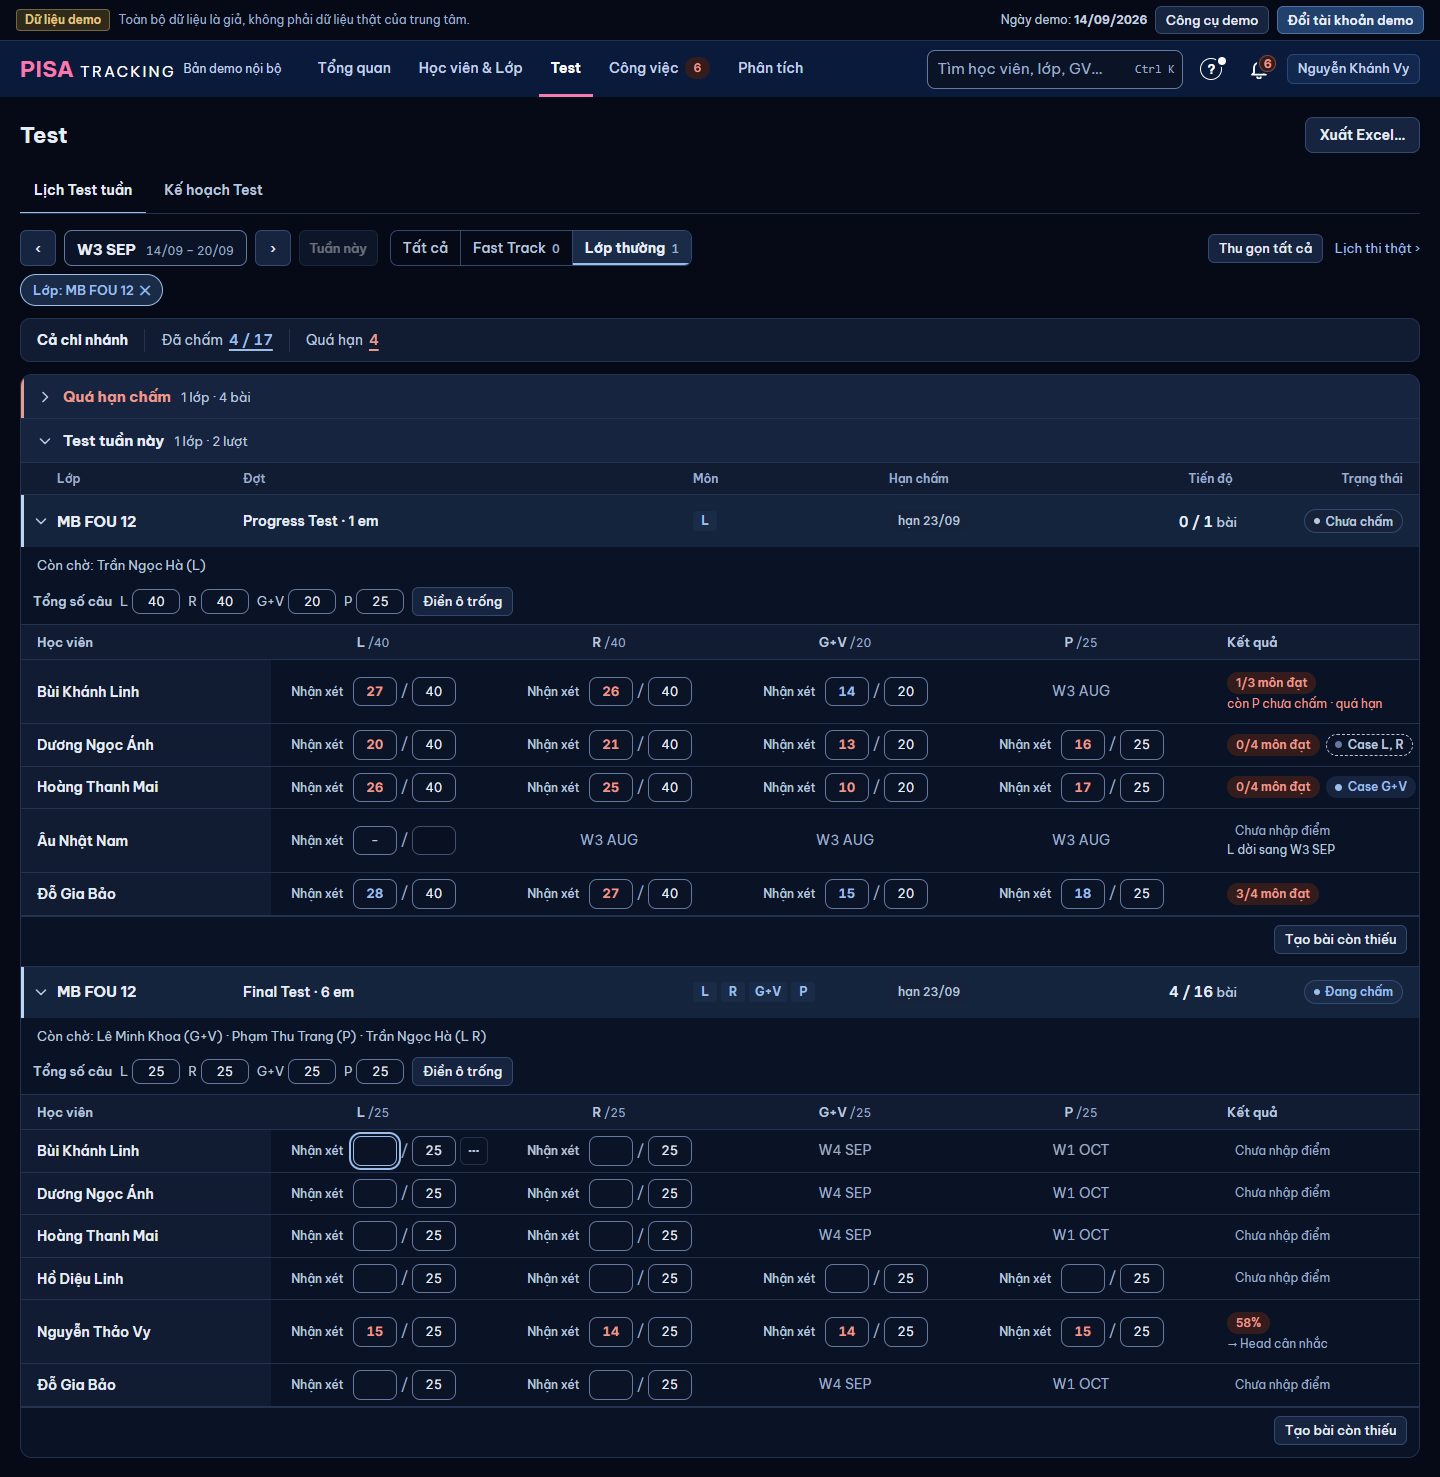 Dữ liệu demo Toàn bộ dữ liệu là giả, không phải dữ liệu thật của trung tâm. Ngày demo: 14/09/2026 Công cụ demo Đổi tài khoản demo
PISA TRACKING Bản demo nội bộ Tổng quan Học viên & Lớp Test Công việc 6 Phân tích Tìm học viên, lớp, GV... Ctrl K ? 6 Nguyễn Khánh Vy
Test Xuất Excel...
Lịch Test tuần Kế hoạch Test
‹ W3 SEP 14/09 – 20/09 › Tuần này Tất cả Fast Track 0 Lớp thường 1 Thu gọn tất cả Lịch thi thật ›
Lớp: MB FOU 12 ✕
Cả chi nhánh Đã chấm 4 / 17 Quá hạn 4
Quá hạn chấm 1 lớp · 4 bài
Test tuần này 1 lớp · 2 lượt
Lớp Đợt Môn Hạn chấm Tiến độ Trạng thái
MB FOU 12 Progress Test · 1 em L hạn 23/09 0 / 1 bài Chưa chấm
Còn chờ: Trần Ngọc Hà (L)
Tổng số câu L 40 R 40 G+V 20 P 25 Điền ô trống
Học viên L /40 R /40 G+V /20 P /25 Kết quả
Bùi Khánh Linh Nhận xét 27 / 40 Nhận xét 26 / 40 Nhận xét 14 / 20 W3 AUG 1/3 môn đạt
còn P chưa chấm · quá hạn
Dương Ngọc Ánh Nhận xét 20 / 40 Nhận xét 21 / 40 Nhận xét 13 / 20 Nhận xét 16 / 25 0/4 môn đạt Case L, R
Hoàng Thanh Mai Nhận xét 26 / 40 Nhận xét 25 / 40 Nhận xét 10 / 20 Nhận xét 17 / 25 0/4 môn đạt Case G+V
Âu Nhật Nam Nhận xét - / W3 AUG W3 AUG W3 AUG Chưa nhập điểm
L dời sang W3 SEP
Đỗ Gia Bảo Nhận xét 28 / 40 Nhận xét 27 / 40 Nhận xét 15 / 20 Nhận xét 18 / 25 3/4 môn đạt
Tạo bài còn thiếu
MB FOU 12 Final Test · 6 em L R G+V P hạn 23/09 4 / 16 bài Đang chấm
Còn chờ: Lê Minh Khoa (G+V) · Phạm Thu Trang (P) · Trần Ngọc Hà (L R)
Tổng số câu L 25 R 25 G+V 25 P 25 Điền ô trống
Học viên L /25 R /25 G+V /25 P /25 Kết quả
Bùi Khánh Linh Nhận xét / 25 ··· Nhận xét / 25 W4 SEP W1 OCT Chưa nhập điểm
Dương Ngọc Ánh Nhận xét / 25 Nhận xét / 25 W4 SEP W1 OCT Chưa nhập điểm
Hoàng Thanh Mai Nhận xét / 25 Nhận xét / 25 W4 SEP W1 OCT Chưa nhập điểm
Hồ Diệu Linh Nhận xét / 25 Nhận xét / 25 Nhận xét / 25 Nhận xét / 25 Chưa nhập điểm
Nguyễn Thảo Vy Nhận xét 15 / 25 Nhận xét 14 / 25 Nhận xét 14 / 25 Nhận xét 15 / 25 58%
→ Head cân nhắc
Đỗ Gia Bảo Nhận xét / 25 Nhận xét / 25 W4 SEP W1 OCT Chưa nhập điểm
Tạo bài còn thiếu